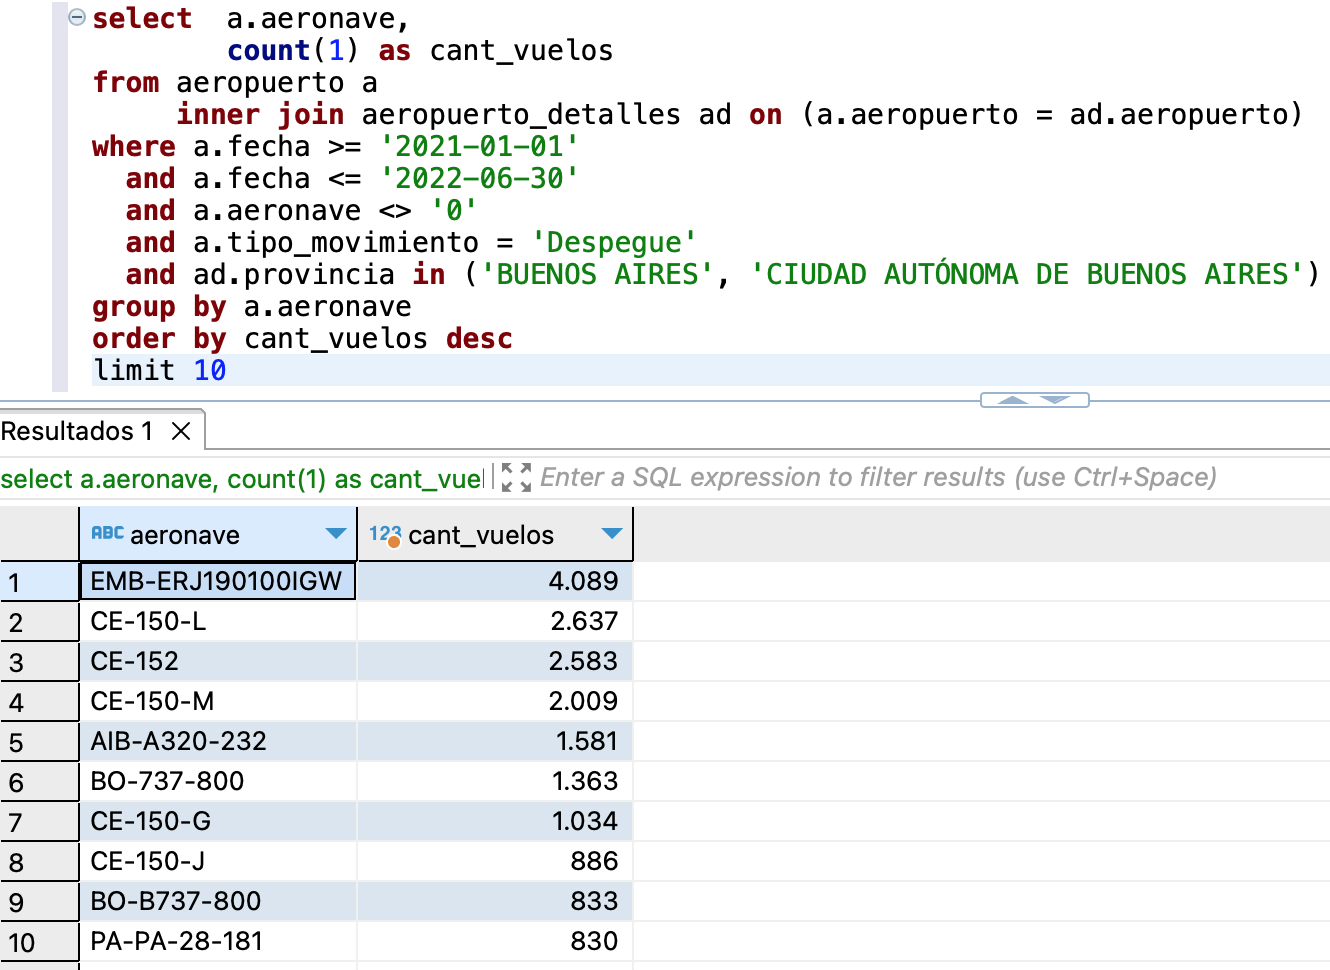 select  a.aeronave,
        count(1) as cant_vuelos
from aeropuerto a
     inner join aeropuerto_detalles ad on (a.aeropuerto = ad.aeropuerto)
where a.fecha >= '2021-01-01'
  and a.fecha <= '2022-06-30'
  and a.aeronave <> '0'
  and a.tipo_movimiento = 'Despegue'
  and ad.provincia in ('BUENOS AIRES', 'CIUDAD AUTÓNOMA DE BUENOS AIRES')
group by a.aeronave
order by cant_vuelos desc
limit 10
Resultados 1
select a.aeronave, count(1) as cant_vue Enter a SQL expression to filter results (use Ctrl+Space)
ABC aeronave 123 cant_vuelos
1 EMB-ERJ190100IGW 4.089
2 CE-150-L 2.637
3 CE-152 2.583
4 CE-150-M 2.009
5 AIB-A320-232 1.581
6 BO-737-800 1.363
7 CE-150-G 1.034
8 CE-150-J 886
9 BO-B737-800 833
10 PA-PA-28-181 830